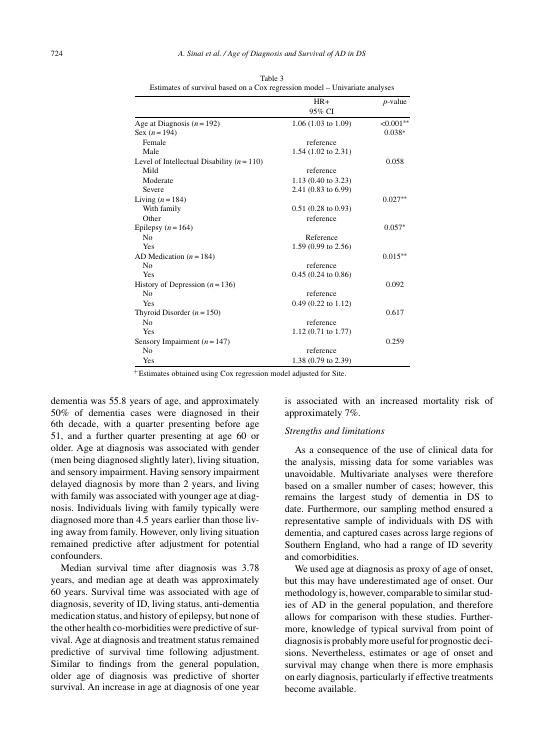 724
A. Sinai et al. / Age of Diagnosis and Survival of AD in DS
Table 3
Estimates of survival based on a Cox regression model – Univariate analyses
HR+ p-value
95% CI
Age at Diagnosis (n = 192) 1.06 (1.03 to 1.09) <0.001**
Sex (n = 194) 0.038*
Female reference
Male 1.54 (1.02 to 2.31)
Level of Intellectual Disability (n = 110) 0.058
Mild reference
Moderate 1.13 (0.40 to 3.23)
Severe 2.41 (0.83 to 6.99)
Living (n = 184) 0.027**
With family 0.51 (0.28 to 0.93)
Other reference
Epilepsy (n = 164) 0.057*
No Reference
Yes 1.59 (0.99 to 2.56)
AD Medication (n = 184) 0.015**
No reference
Yes 0.45 (0.24 to 0.86)
History of Depression (n = 136) 0.092
No reference
Yes 0.49 (0.22 to 1.12)
Thyroid Disorder (n = 150) 0.617
No reference
Yes 1.12 (0.71 to 1.77)
Sensory Impairment (n = 147) 0.259
No reference
Yes 1.38 (0.79 to 2.39)
+Estimates obtained using Cox regression model adjusted for Site.
dementia was 55.8 years of age, and approximately
50% of dementia cases were diagnosed in their
6th decade, with a quarter presenting before age
51, and a further quarter presenting at age 60 or
older. Age at diagnosis was associated with gender
(men being diagnosed slightly later), living situation,
and sensory impairment. Having sensory impairment
delayed diagnosis by more than 2 years, and living
with family was associated with younger age at diag-
nosis. Individuals living with family typically were
diagnosed more than 4.5 years earlier than those liv-
ing away from family. However, only living situation
remained predictive after adjustment for potential
confounders.
Median survival time after diagnosis was 3.78
years, and median age at death was approximately
60 years. Survival time was associated with age of
diagnosis, severity of ID, living status, anti-dementia
medication status, and history of epilepsy, but none of
the other health co-morbidities were predictive of sur-
vival. Age at diagnosis and treatment status remained
predictive of survival time following adjustment.
Similar to findings from the general population,
older age of diagnosis was predictive of shorter
survival. An increase in age at diagnosis of one year
is associated with an increased mortality risk of
approximately 7%.
Strengths and limitations
As a consequence of the use of clinical data for
the analysis, missing data for some variables was
unavoidable. Multivariate analyses were therefore
based on a smaller number of cases; however, this
remains the largest study of dementia in DS to
date. Furthermore, our sampling method ensured a
representative sample of individuals with DS with
dementia, and captured cases across large regions of
Southern England, who had a range of ID severity
and comorbidities.
We used age at diagnosis as proxy of age of onset,
but this may have underestimated age of onset. Our
methodology is, however, comparable to similar stud-
ies of AD in the general population, and therefore
allows for comparison with these studies. Further-
more, knowledge of typical survival from point of
diagnosis is probably more useful for prognostic deci-
sions. Nevertheless, estimates or age of onset and
survival may change when there is more emphasis
on early diagnosis, particularly if effective treatments
become available.